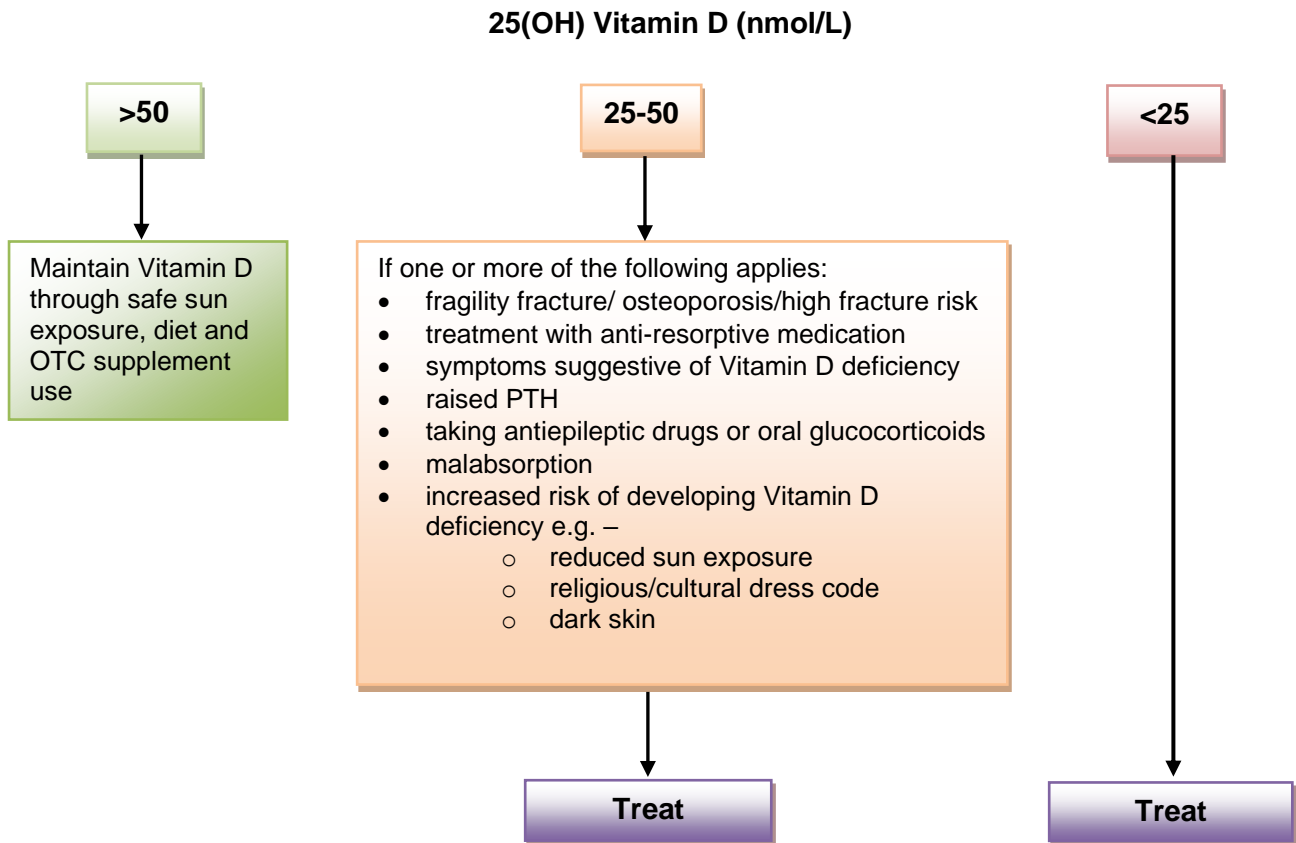 25(OH) Vitamin D (nmol/L)
>50
25-50
<25
Maintain Vitamin D
through safe sun
exposure, diet and
OTC supplement
use
If one or more of the following applies:
• fragility fracture/ osteoporosis/high fracture risk
• treatment with anti-resorptive medication
• symptoms suggestive of Vitamin D deficiency
• raised PTH
• taking antiepileptic drugs or oral glucocorticoids
• malabsorption
• increased risk of developing Vitamin D
deficiency e.g. –
o reduced sun exposure
o religious/cultural dress code
o dark skin
Treat
Treat